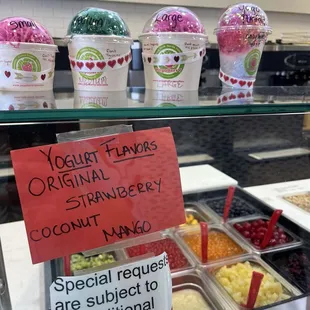 Small
Large
YOGURT FLAVORS
ORIGINAL
STRAWBERRY
COCONUT MANGO
Special requests
are subject to